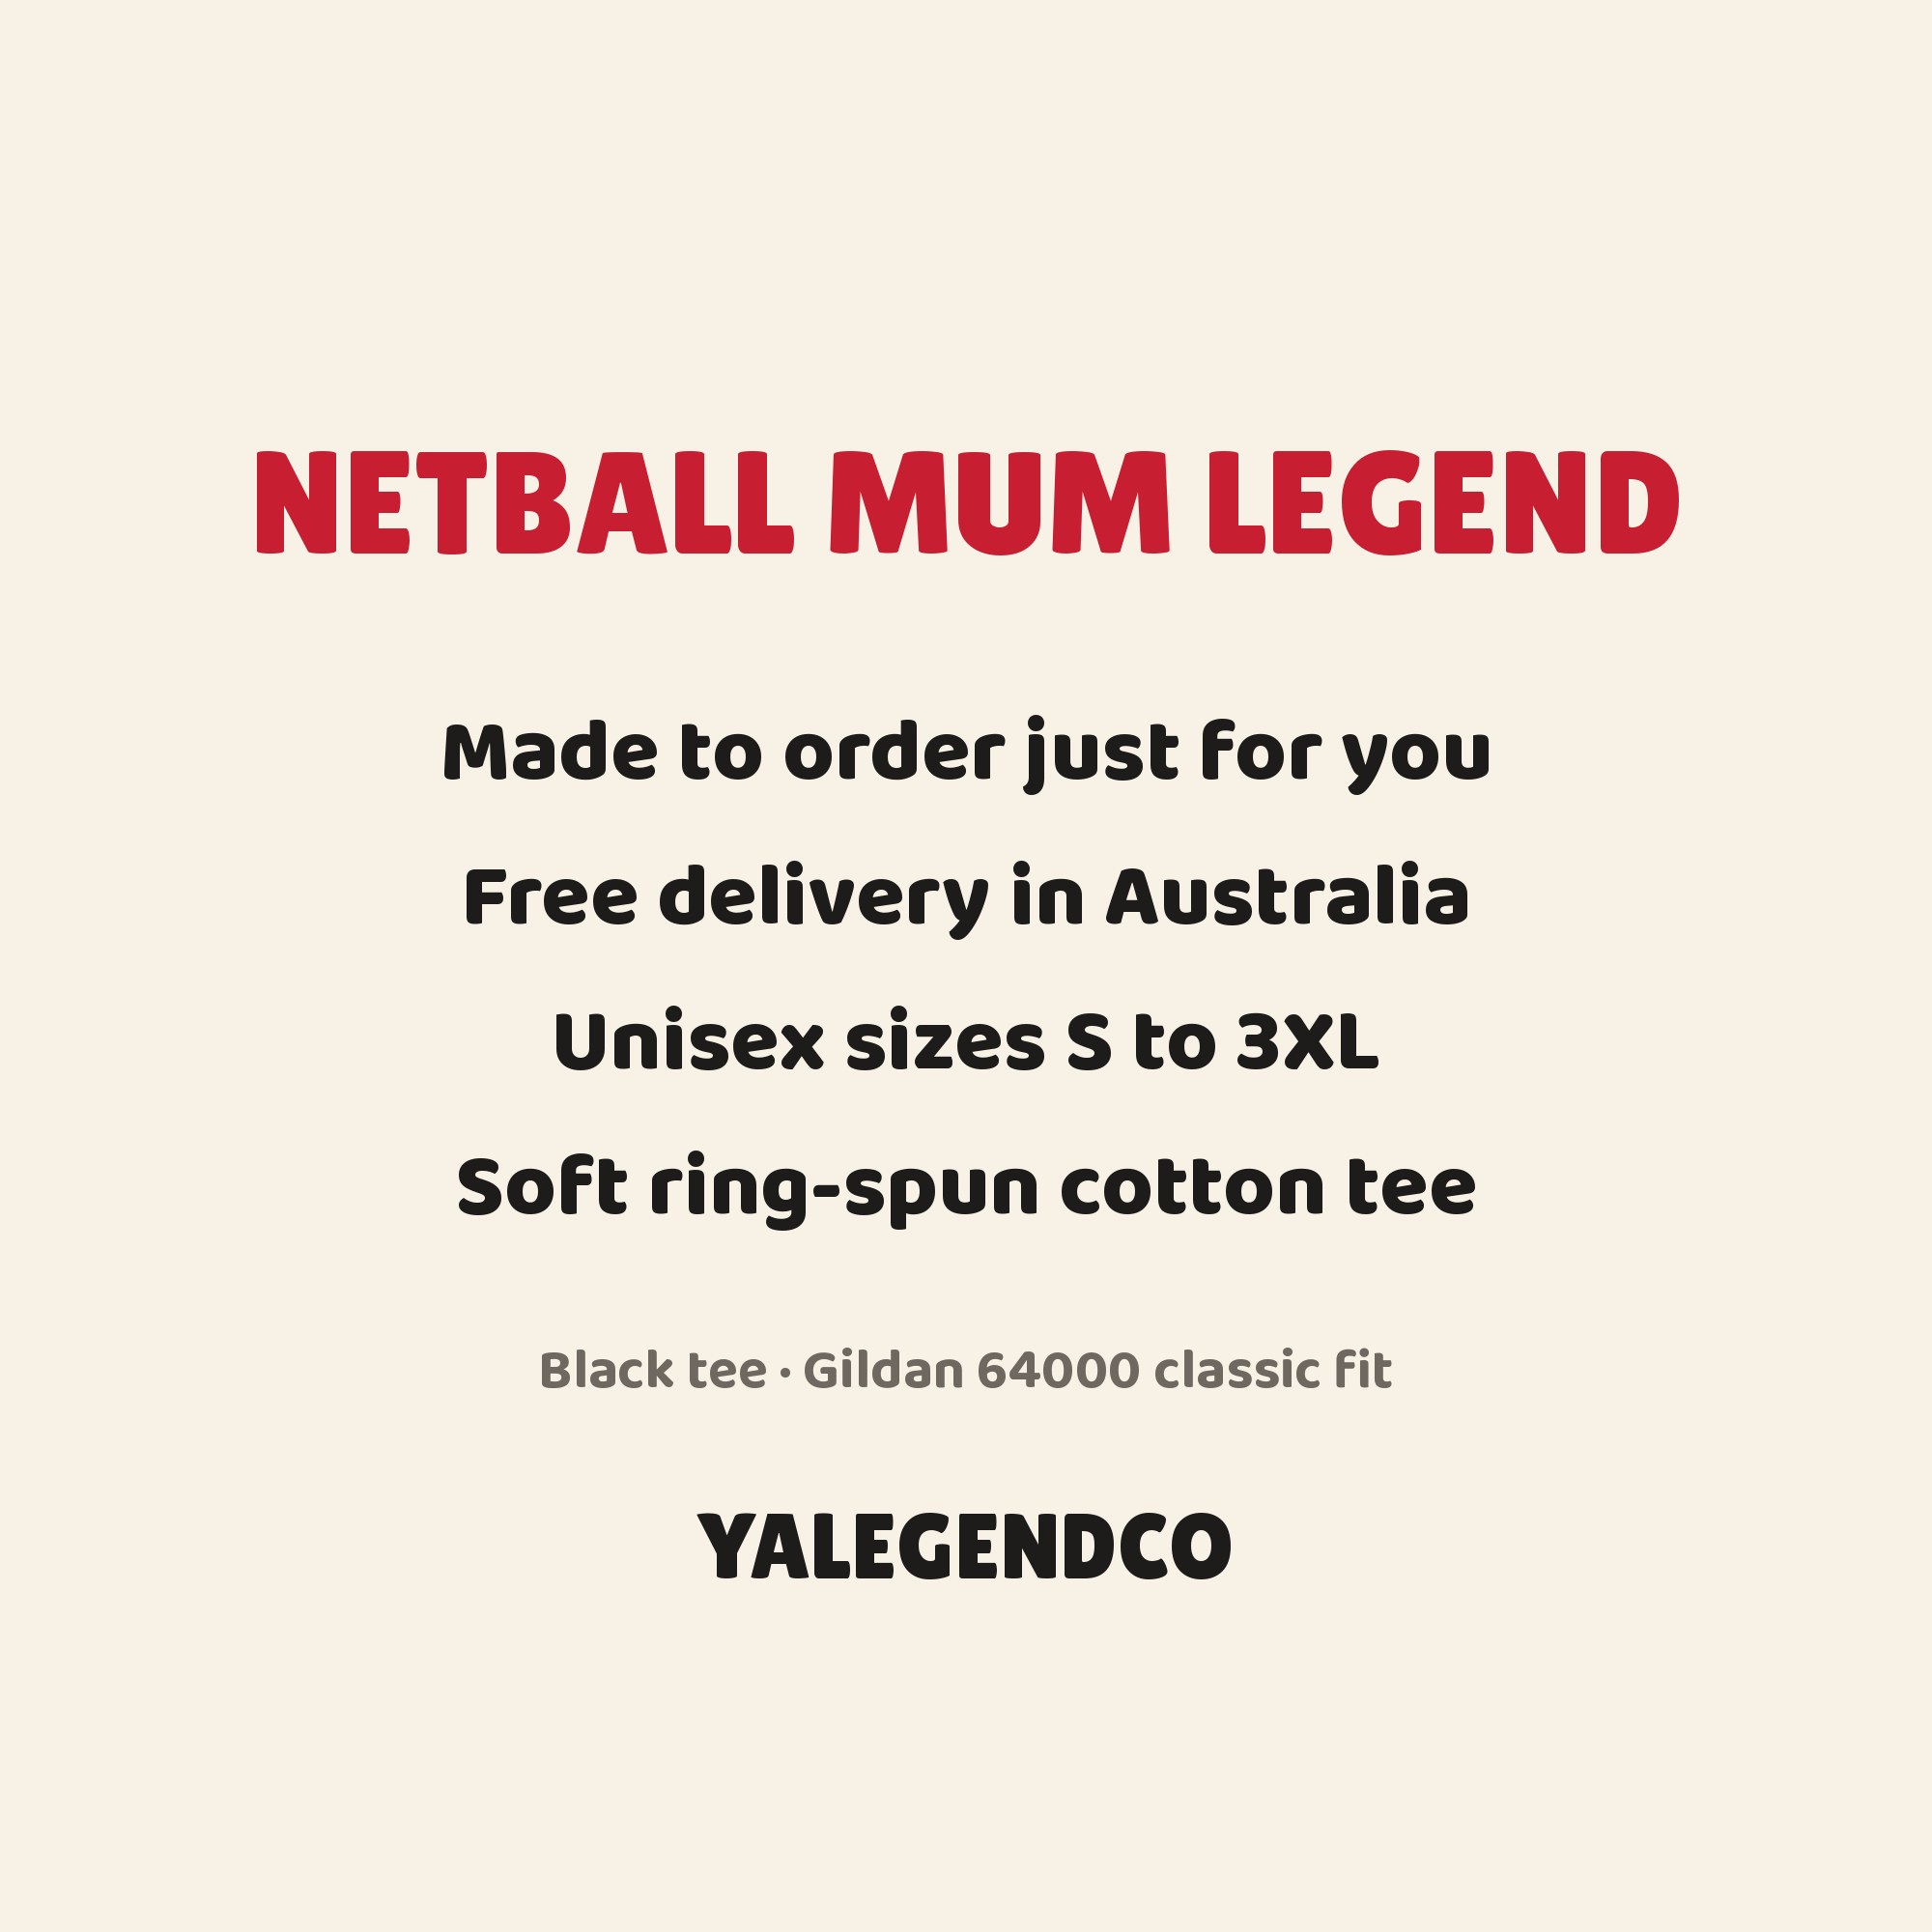 NETBALL MUM LEGEND
Made to order just for you
Free delivery in Australia
Unisex sizes S to 3XL
Soft ring-spun cotton tee
Black tee · Gildan 64000 classic fit
YALEGENDCO